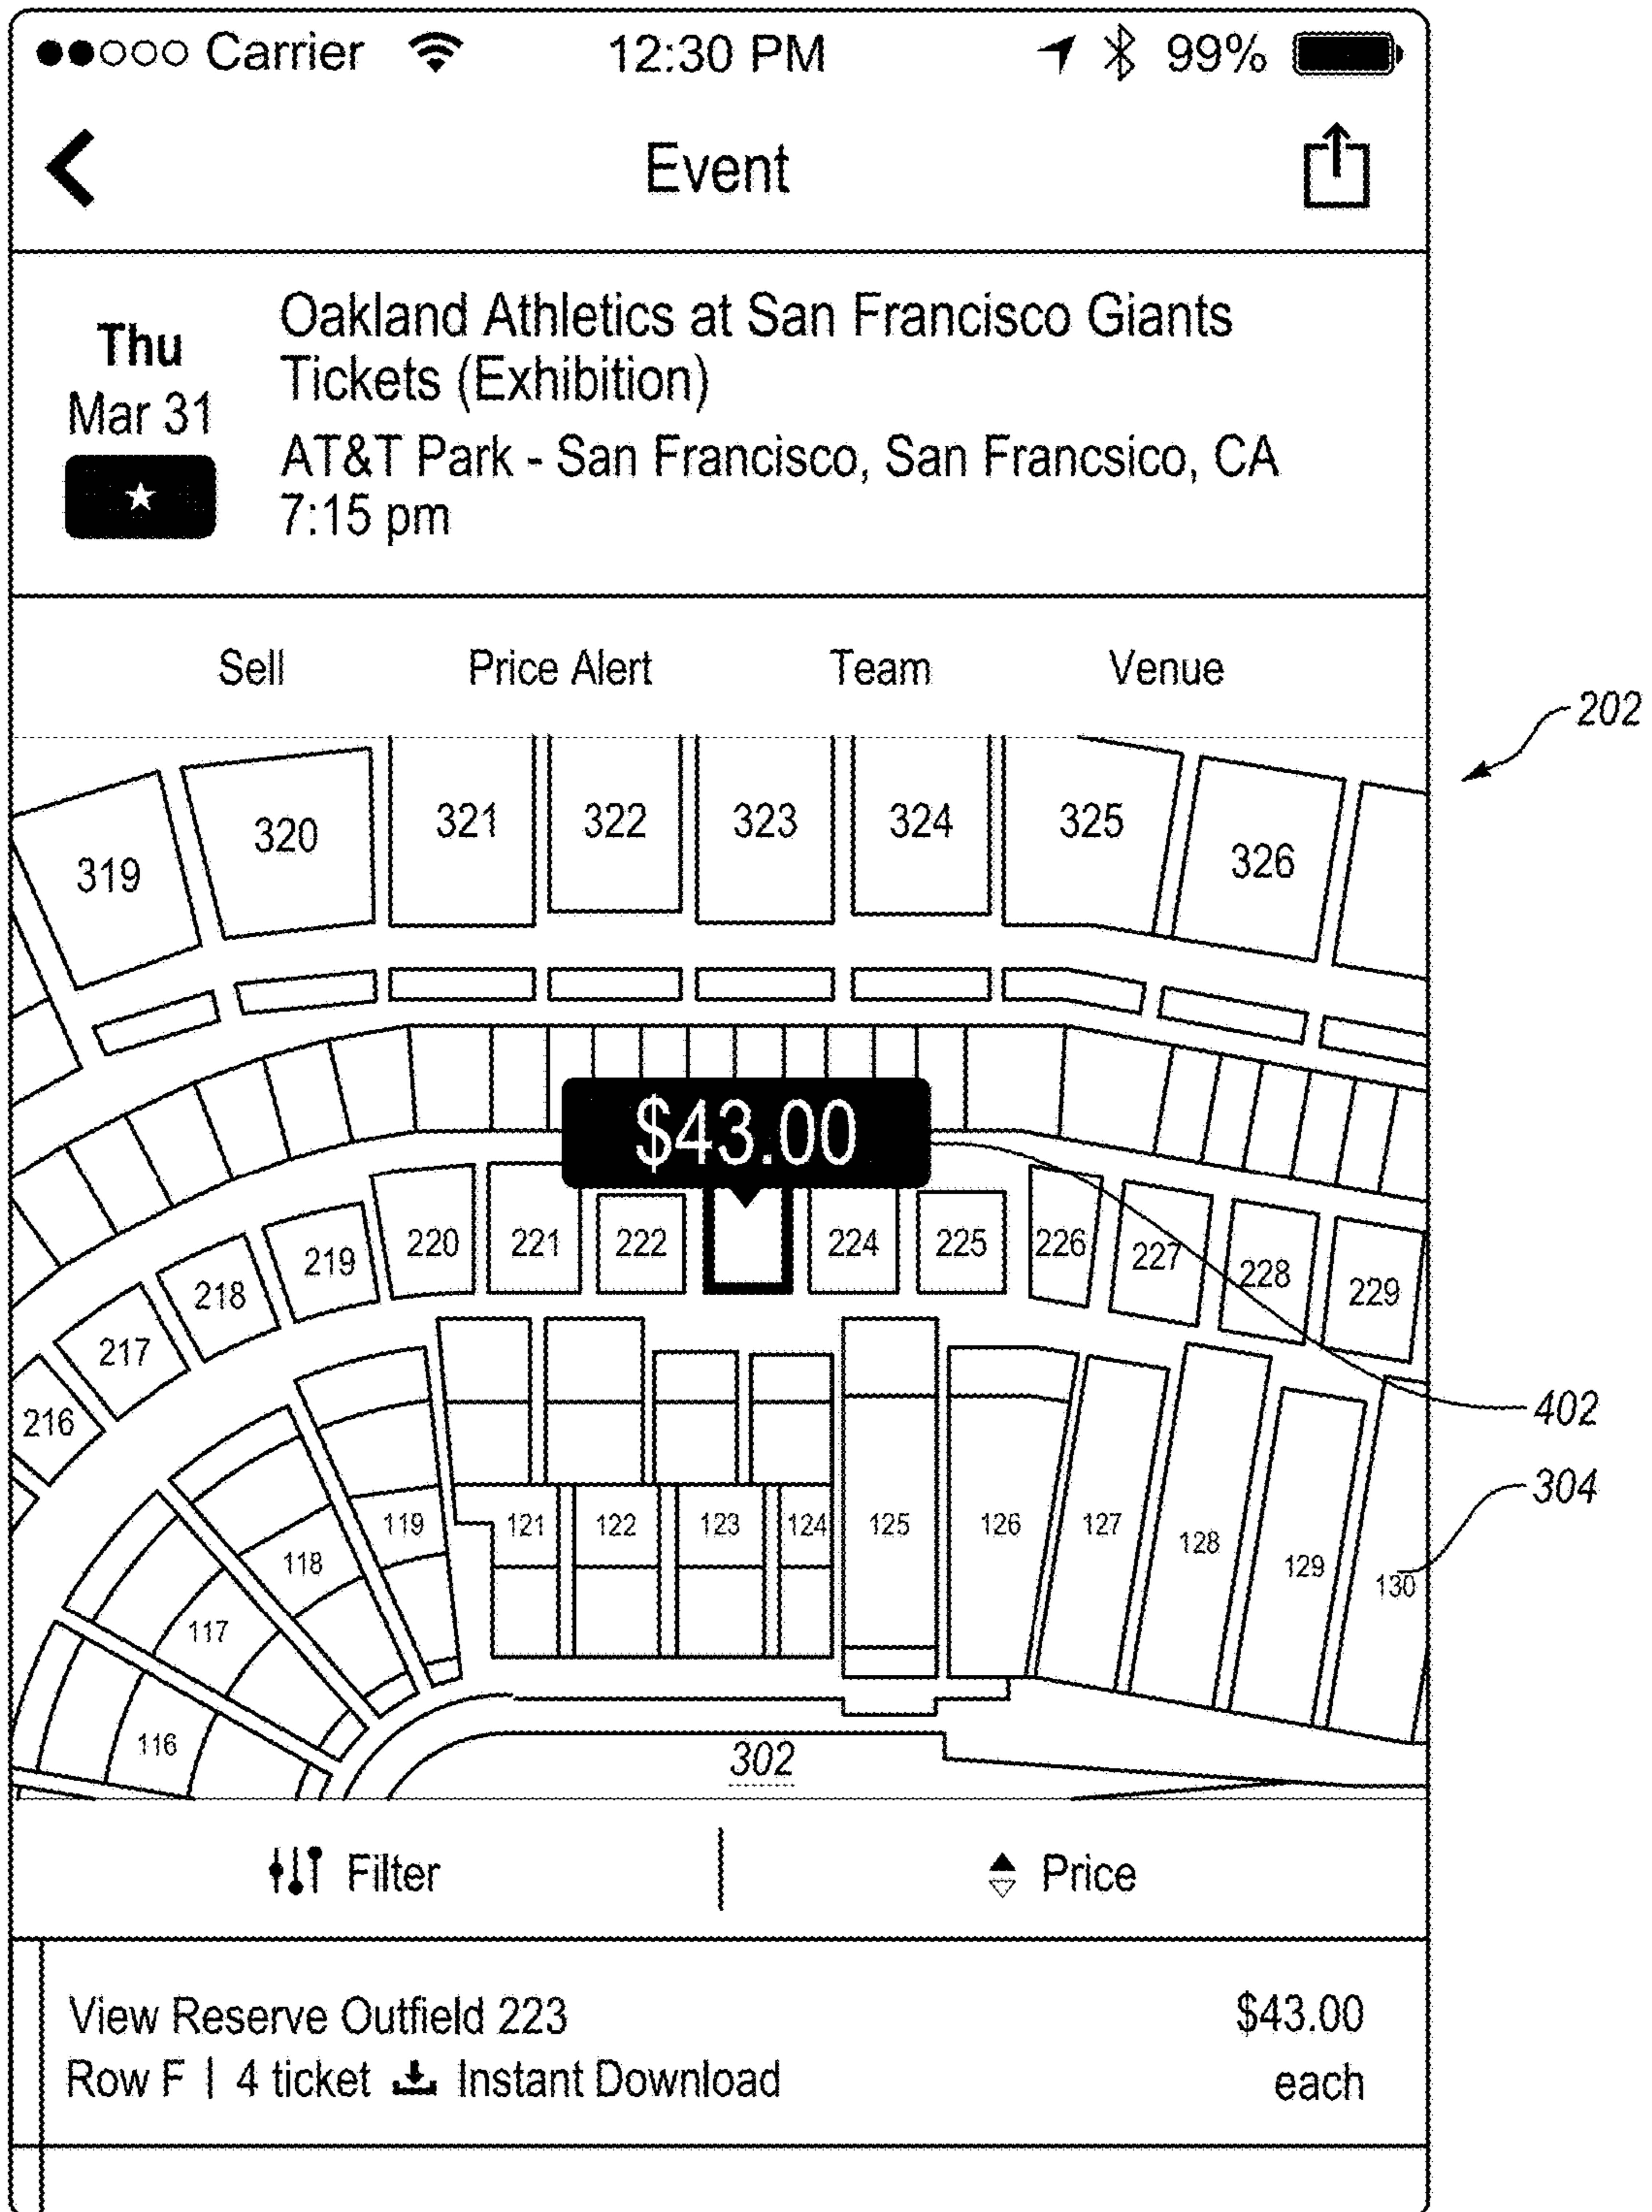 Carrier 12:30 PM 99%
Event
Thu
Mar 31
Oakland Athletics at San Francisco Giants
Tickets (Exhibition)
AT&T Park - San Francisco, San Francsico, CA
7:15 pm
Sell Price Alert Team Venue
202
319 320 321 322 323 324 325 326
$43.00
216 217 218 219 220 221 222 224 225 226 227 228 229
402
304
116 117 118 119 121 122 123 124 125 126 127 128 129 130
302
Filter Price
View Reserve Outfield 223 $43.00
Row F | 4 ticket Instant Download each